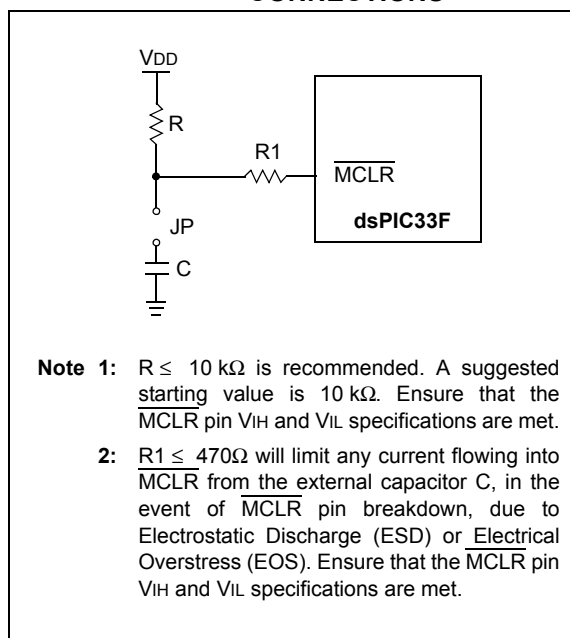 CONNECTIONS
VDD
R
R1
MCLR
dsPIC33F
JP
C
Note 1: R ≤ 10 kΩ is recommended. A suggested
starting value is 10 kΩ. Ensure that the
MCLR pin VIH and VIL specifications are met.
2: R1 ≤ 470Ω will limit any current flowing into
MCLR from the external capacitor C, in the
event of MCLR pin breakdown, due to
Electrostatic Discharge (ESD) or Electrical
Overstress (EOS). Ensure that the MCLR pin
VIH and VIL specifications are met.